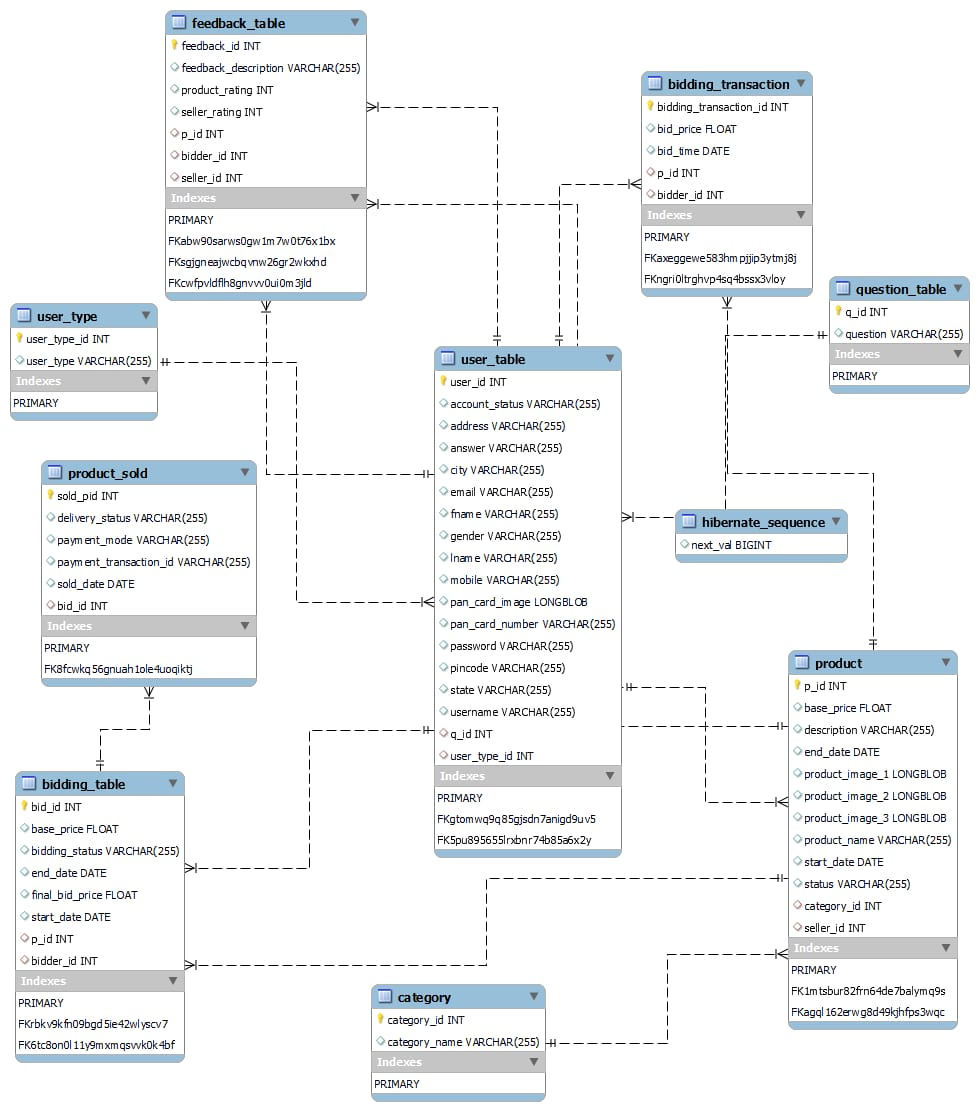 feedback_table
feedback_id INT
feedback_description VARCHAR(255)
product_rating INT
seller_rating INT
p_id INT
bidder_id INT
seller_id INT
Indexes
PRIMARY
FKabw90sarws0gw1m7w0t76x1bx
FKsgjgneajwcbqvnw26gr2wkxhd
FKcwfpvldflh8gnvvv0ui0m3jld
bidding_transaction
bidding_transaction_id INT
bid_price FLOAT
bid_time DATE
p_id INT
bidder_id INT
Indexes
PRIMARY
FKaxeggewe583hmpjjip3ytmj8j
FKngri0ltrghvp4sq4bssx3vloy
question_table
q_id INT
question VARCHAR(255)
Indexes
PRIMARY
user_type
user_type_id INT
user_type VARCHAR(255)
Indexes
PRIMARY
user_table
user_id INT
account_status VARCHAR(255)
address VARCHAR(255)
answer VARCHAR(255)
city VARCHAR(255)
email VARCHAR(255)
fname VARCHAR(255)
gender VARCHAR(255)
lname VARCHAR(255)
mobile VARCHAR(255)
pan_card_image LONGBLOB
pan_card_number VARCHAR(255)
password VARCHAR(255)
pincode VARCHAR(255)
state VARCHAR(255)
username VARCHAR(255)
q_id INT
user_type_id INT
Indexes
PRIMARY
FKgtomwq9q85gjsdn7anigd9uv5
FK5pu895655lrxbnr74b85a6x2y
product_sold
sold_pid INT
delivery_status VARCHAR(255)
payment_mode VARCHAR(255)
payment_transaction_id VARCHAR(255)
sold_date DATE
bid_id INT
Indexes
PRIMARY
FK8fcwkq56gnuah1ole4uoqiktj
hibernate_sequence
next_val BIGINT
product
p_id INT
base_price FLOAT
description VARCHAR(255)
end_date DATE
product_image_1 LONGBLOB
product_image_2 LONGBLOB
product_image_3 LONGBLOB
product_name VARCHAR(255)
start_date DATE
status VARCHAR(255)
category_id INT
seller_id INT
Indexes
PRIMARY
FK1mtsbur82frn64de7balymq9s
FKagql162erwg8d49kjhfps3wqc
bidding_table
bid_id INT
base_price FLOAT
bidding_status VARCHAR(255)
end_date DATE
final_bid_price FLOAT
start_date DATE
p_id INT
bidder_id INT
Indexes
PRIMARY
FKrbkv9kfn09bgd5ie42wlyscv7
FK6tc8on0l11y9mxmqsvvk0k4bf
category
category_id INT
category_name VARCHAR(255)
Indexes
PRIMARY